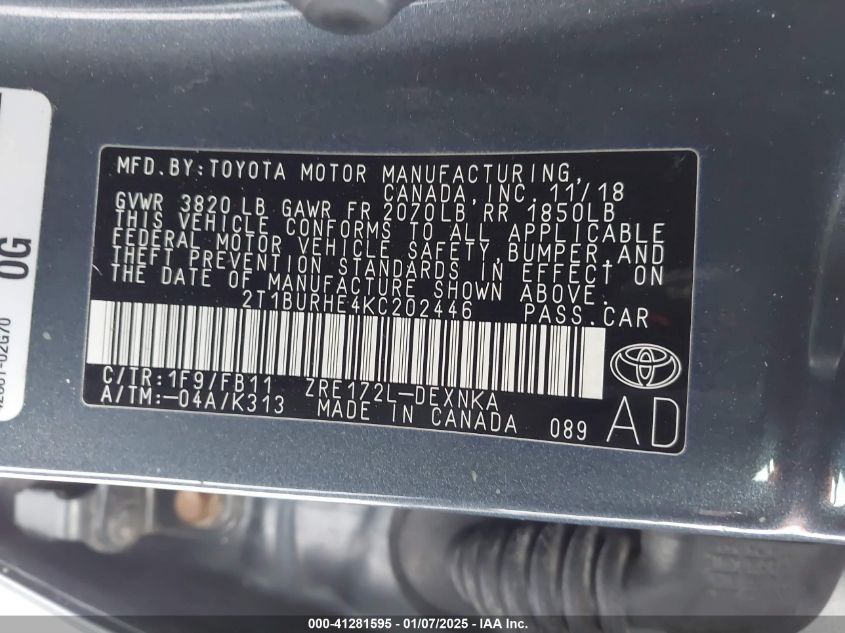 MFD.BY:TOYOTA MOTOR MANUFACTURING,
CANADA, INC. 11/18
GVWR 3820 LB GAWR FR 2070LB RR 1850LB
THIS VEHICLE CONFORMS TO ALL APPLICABLE
FEDERAL MOTOR VEHICLE SAFETY, BUMPER, AND
THEFT PREVENTION STANDARDS IN EFFECT ON
THE DATE OF MANUFACTURE SHOWN ABOVE.
2T1BURHE4KC202446 PASS.CAR
C/TR:1F9/FB11 ZRE172L-DEXNKA
A/TM:-04A/K313 MADE IN CANADA 089 AD
0G
000-41281595 - 01/07/2025 - IAA Inc.